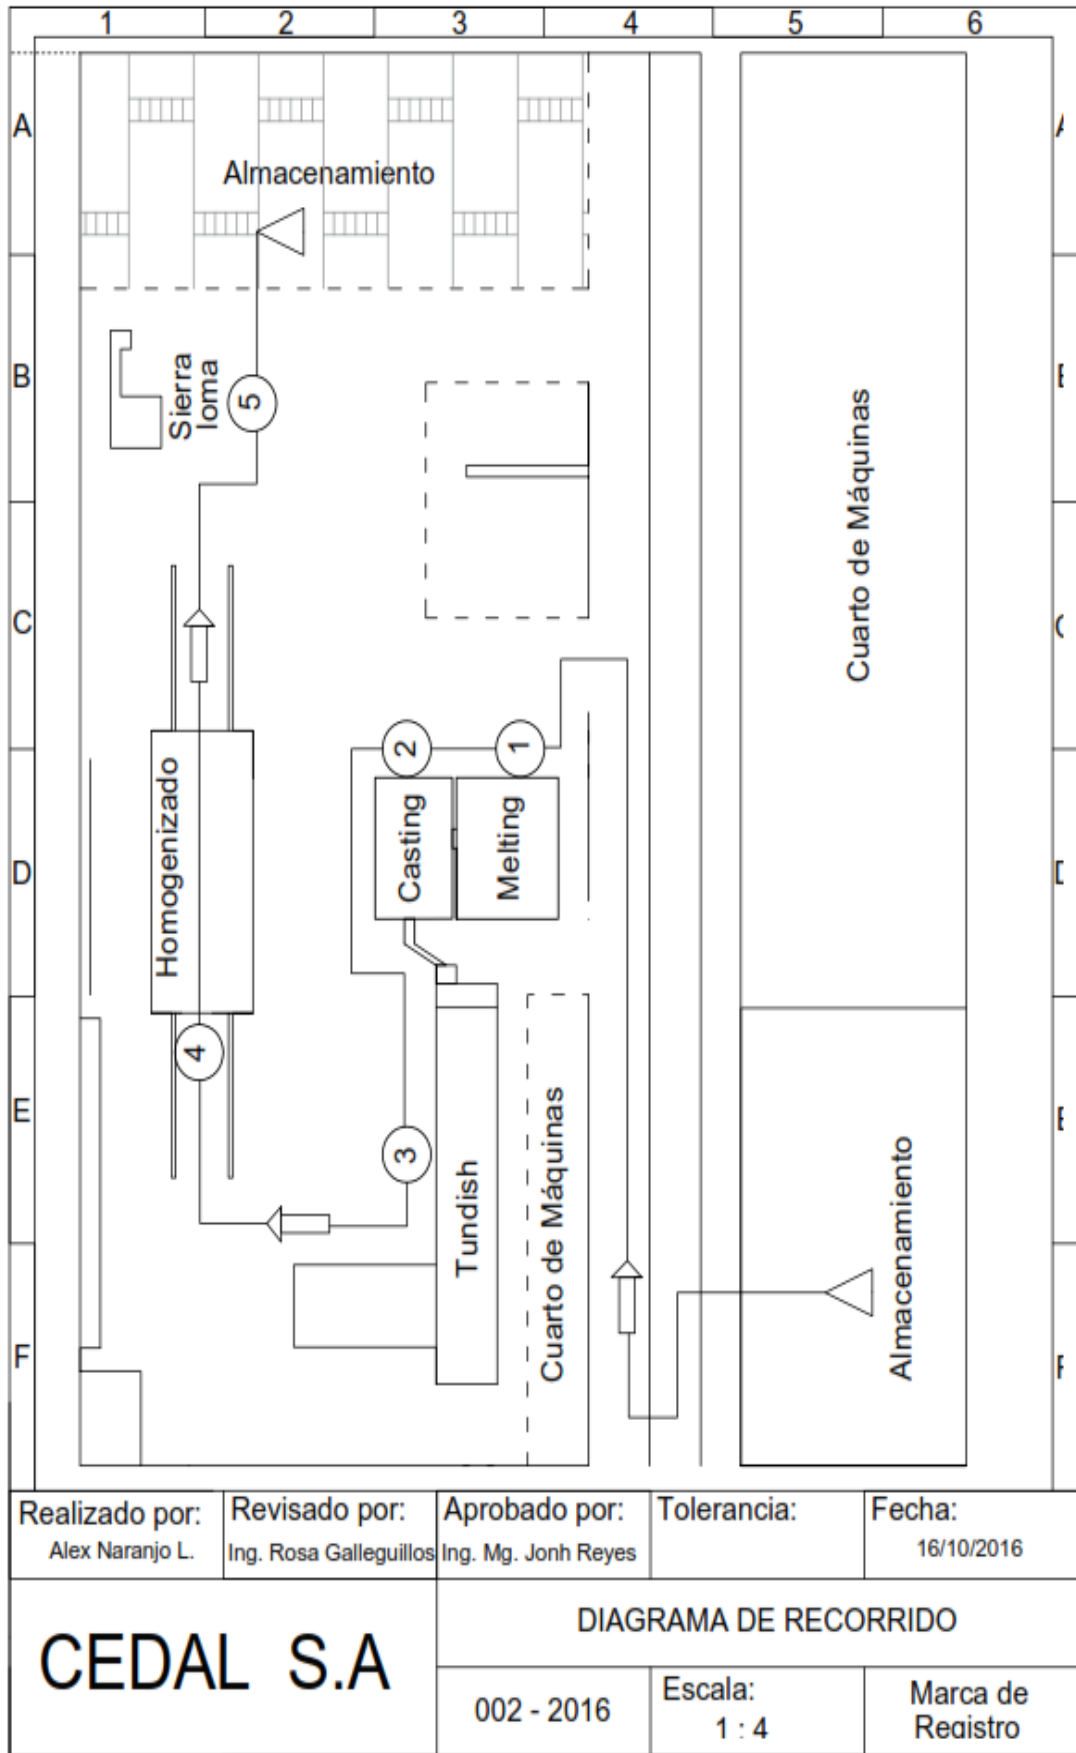 1 2 3 4 5 6
A
Almacenamiento
B
Sierra
loma
5
Cuarto de Máquinas
C
2
1
D
Homogenizado
Casting
Melting
4
E
3
Tundish
Cuarto de Máquinas
Almacenamiento
F
Realizado por:
Alex Naranjo L.
Revisado por:
Ing. Rosa Galleguillos
Aprobado por:
Ing. Mg. Jonh Reyes
Tolerancia:
Fecha:
16/10/2016
CEDAL S.A
DIAGRAMA DE RECORRIDO
002 - 2016
Escala:
1 : 4
Marca de
Registro